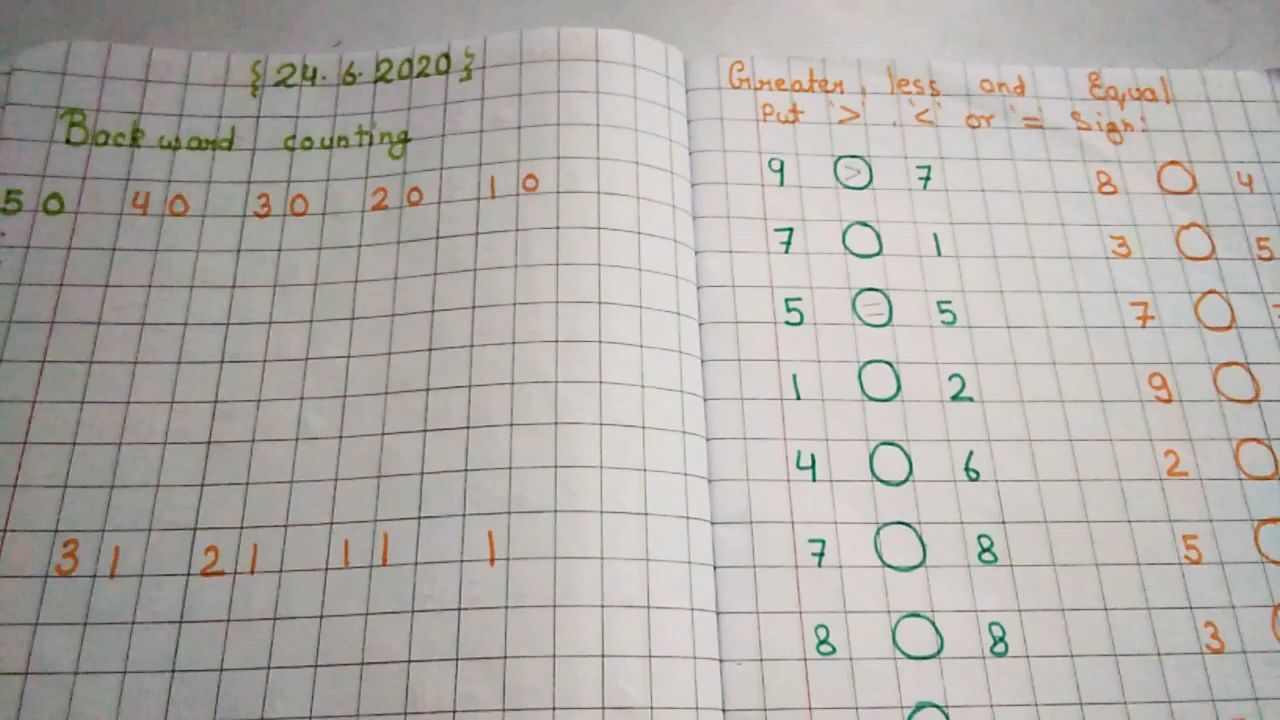 { 24.6.2020 }
Backward counting
50 40 30 20 10
31 21 11 1
Greater, less and Equal
Put '>', '<' or '=' Sign:
9 > 7 8 4
7 1 3 5
5 = 5 7
1 2 9
4 6 2
7 8 5
8 8 3